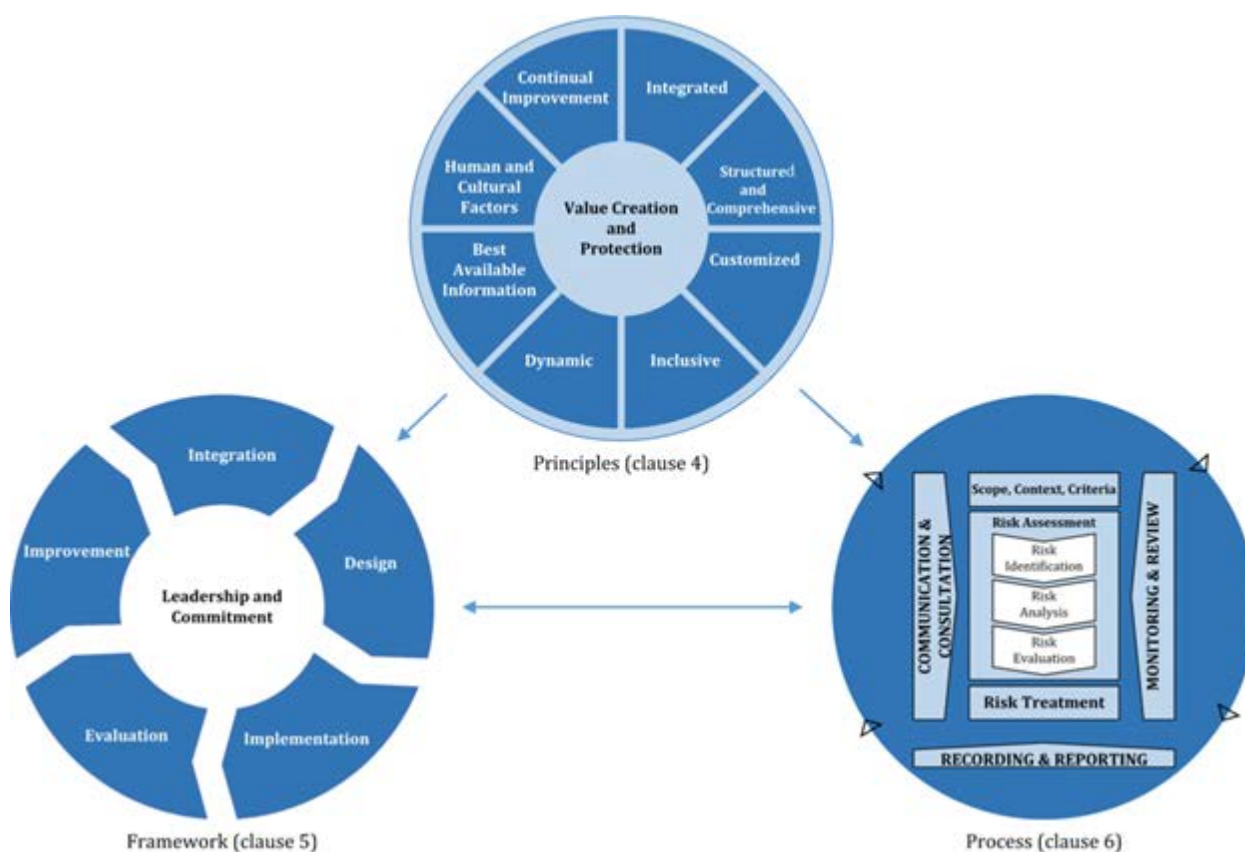 Continual
Improvement
Integrated
Human and
Cultural
Factors
Structured
and
Comprehensive
Value Creation
and
Protection
Best
Available
Information
Customized
Dynamic
Inclusive
Principles (clause 4)
Integration
Improvement
Design
Leadership and
Commitment
Evaluation
Implementation
Framework (clause 5)
Scope, Context, Criteria
Risk Assessment
Risk
Identification
Risk
Analysis
Risk
Evaluation
Risk Treatment
COMMUNICATION &
CONSULTATION
MONITORING & REVIEW
RECORDING & REPORTING
Process (clause 6)